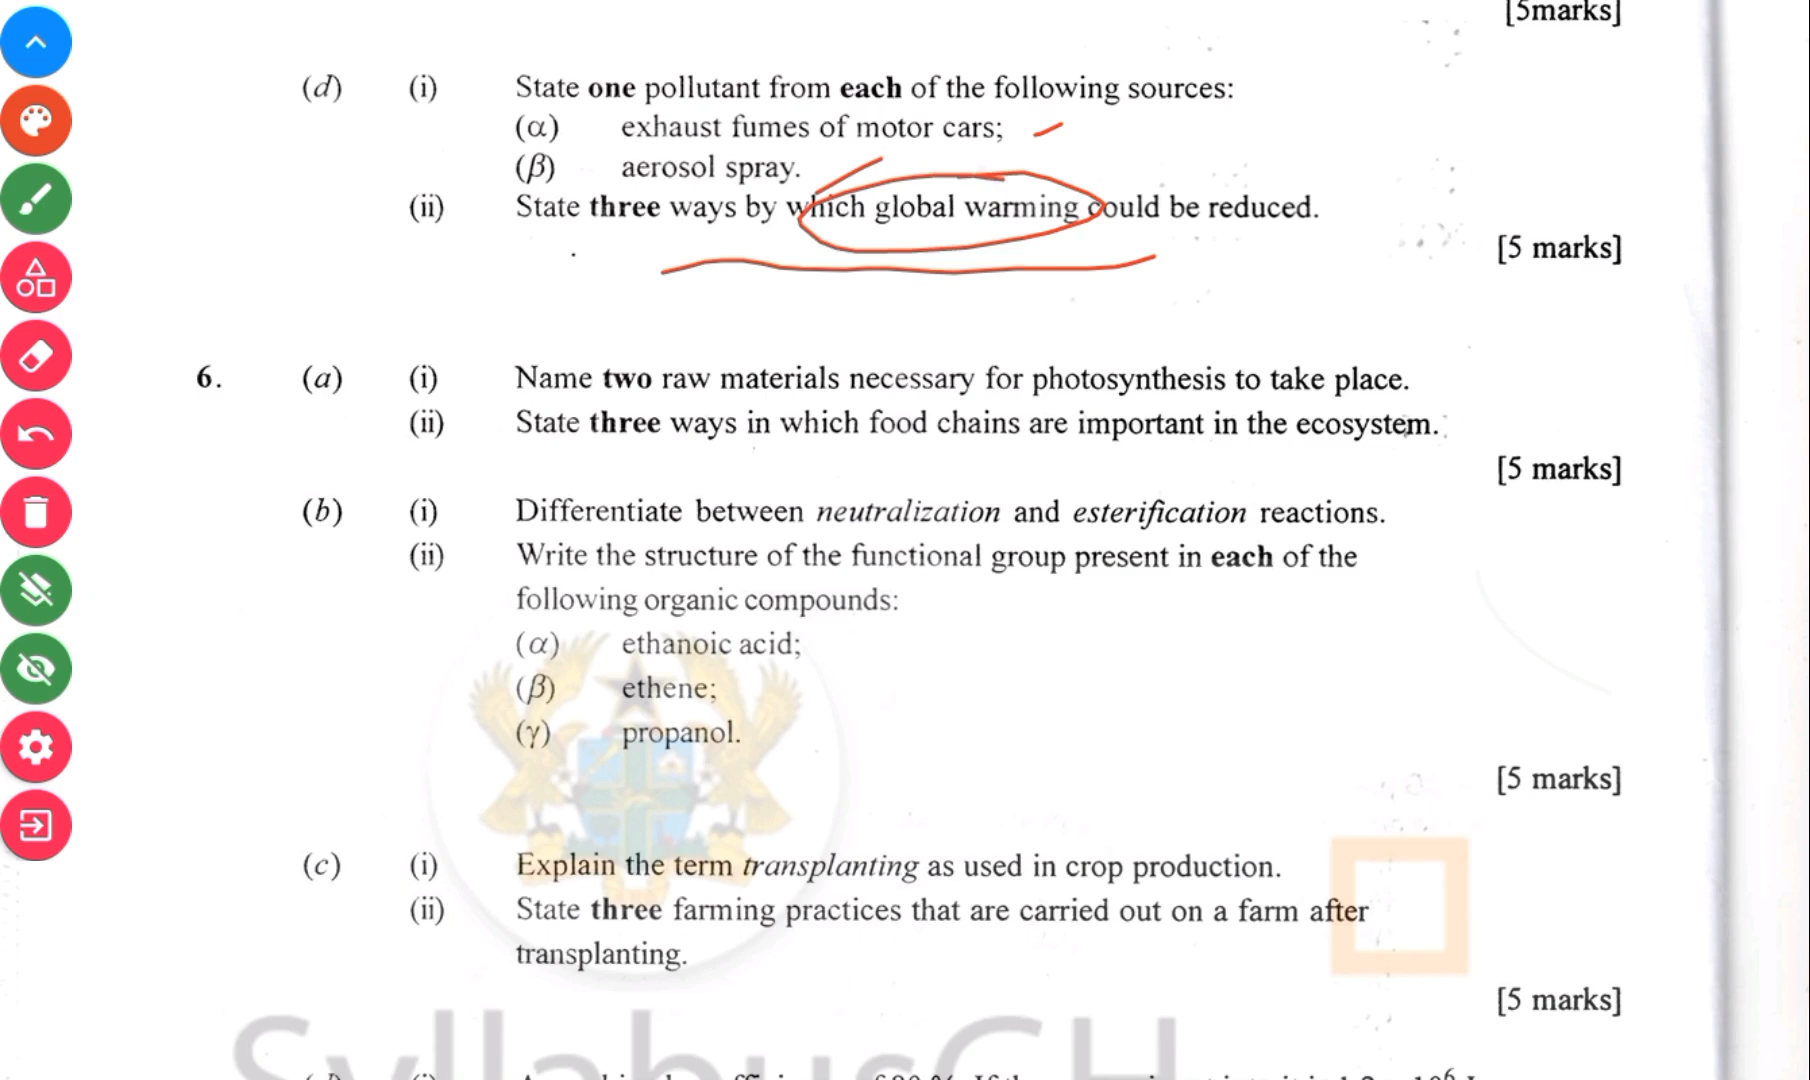 [5marks]
(d) (i) State one pollutant from each of the following sources:
(α) exhaust fumes of motor cars;
(β) aerosol spray.
(ii) State three ways by which global warming could be reduced.
[5 marks]
6. (a) (i) Name two raw materials necessary for photosynthesis to take place.
(ii) State three ways in which food chains are important in the ecosystem.
[5 marks]
(b) (i) Differentiate between neutralization and esterification reactions.
(ii) Write the structure of the functional group present in each of the
following organic compounds:
(α) ethanoic acid;
(β) ethene;
(γ) propanol.
[5 marks]
(c) (i) Explain the term transplanting as used in crop production.
(ii) State three farming practices that are carried out on a farm after
transplanting.
[5 marks]
SyllabusGH